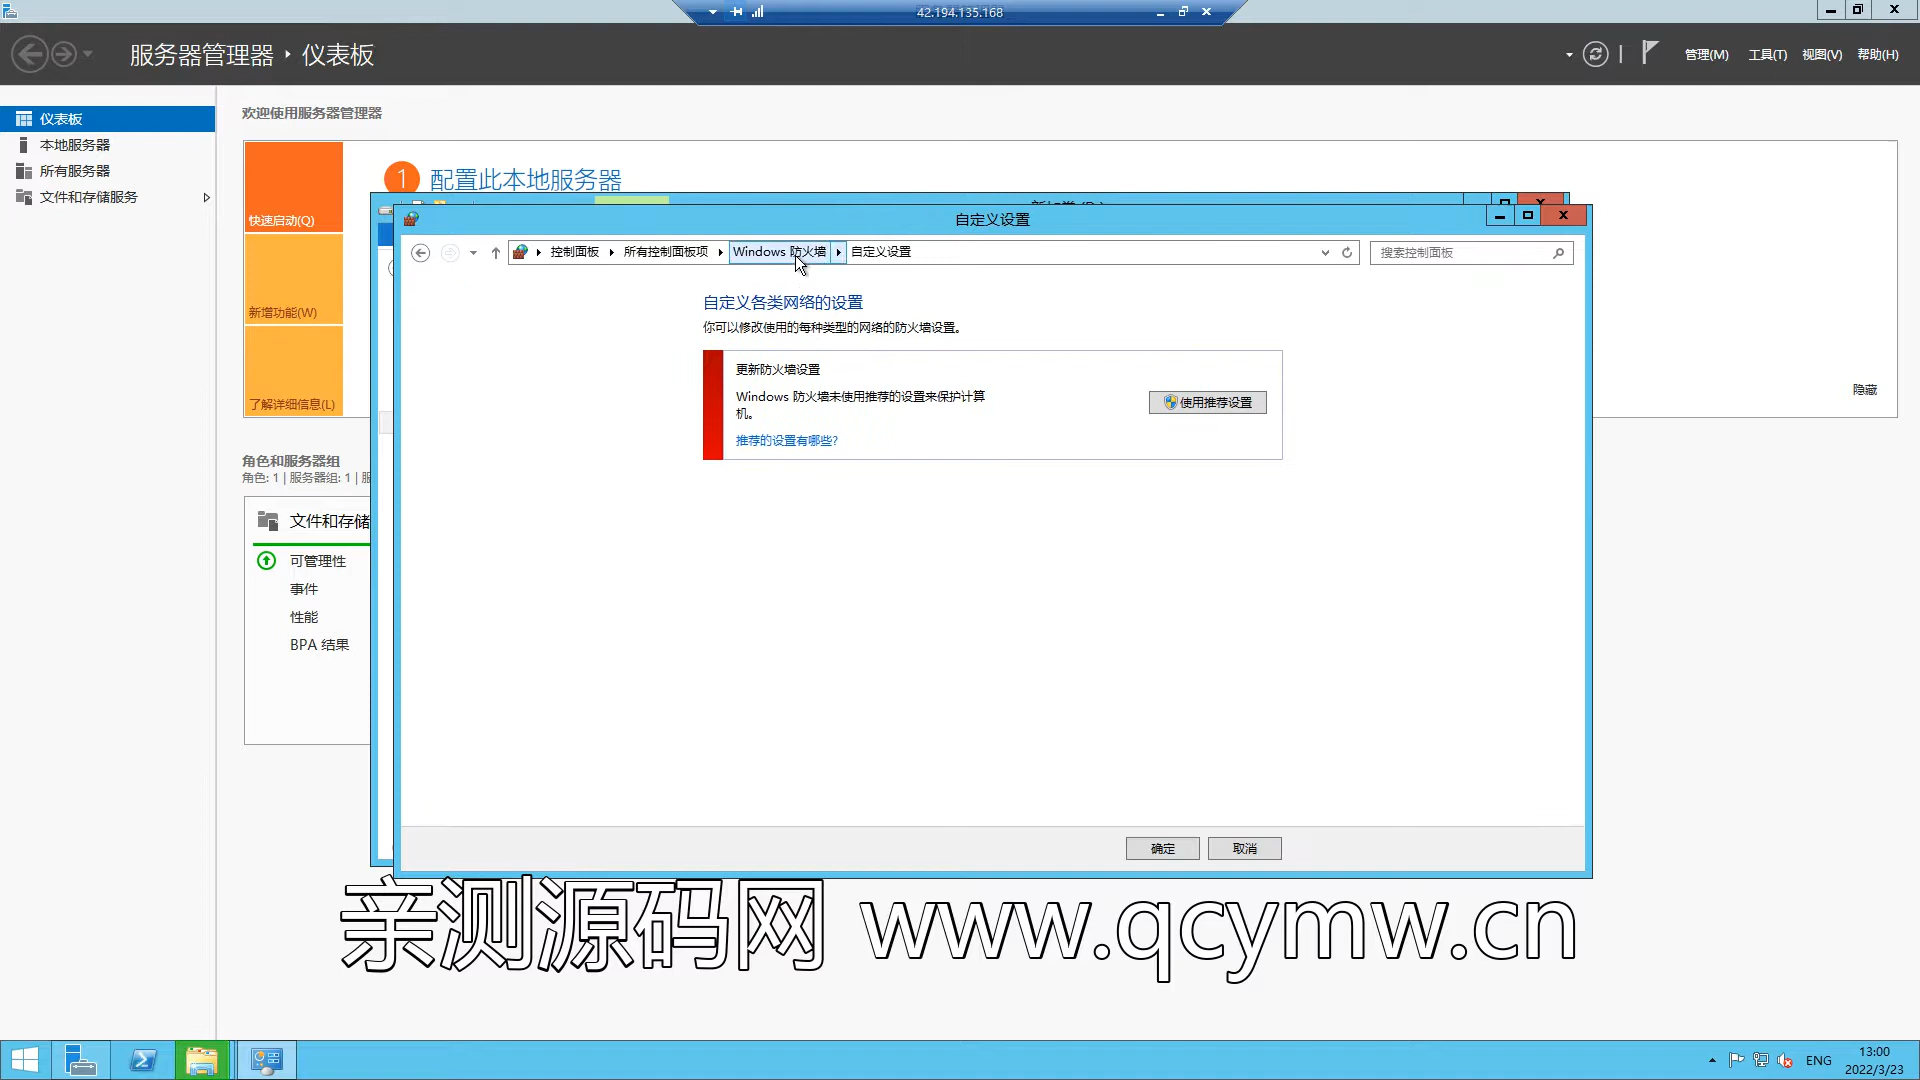 42.194.135.168
服务器管理器 ‣ 仪表板
管理(M) 工具(T) 视图(V) 帮助(H)
仪表板
本地服务器
所有服务器
文件和存储服务
欢迎使用服务器管理器
快速启动(Q)
新增功能(W)
了解详细信息(L)
1 配置此本地服务器
隐藏
自定义设置
控制面板 所有控制面板项 Windows 防火墙 自定义设置
搜索控制面板
自定义各类网络的设置
你可以修改使用的每种类型的网络的防火墙设置。
更新防火墙设置
Windows 防火墙未使用推荐的设置来保护计算
机。
使用推荐设置
推荐的设置有哪些?
确定 取消
角色和服务器组
角色: 1 | 服务器组: 1 |
文件和存储
可管理性
事件
性能
BPA 结果
亲测源码网 www.qcymw.cn
ENG
13:00
2022/3/23